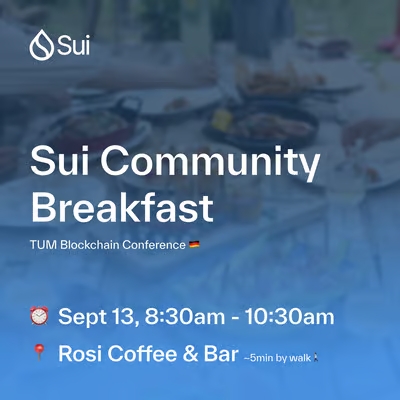 Sui
Sui Community
Breakfast
TUM Blockchain Conference 🇩🇪
⏰ Sept 13, 8:30am - 10:30am
📍 Rosi Coffee & Bar ~5min by walk🚶